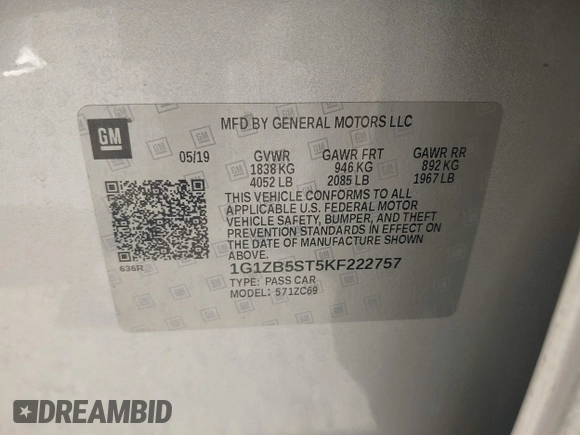 GM
MFD BY GENERAL MOTORS LLC
05/19 GVWR GAWR FRT GAWR RR
1838 KG 946 KG 892 KG
4052 LB 2085 LB 1967 LB
THIS VEHICLE CONFORMS TO ALL
APPLICABLE U.S. FEDERAL MOTOR
VEHICLE SAFETY, BUMPER, AND THEFT
PREVENTION STANDARDS IN EFFECT ON
THE DATE OF MANUFACTURE SHOWN
ABOVE.
636R
1G1ZB5ST5KF222757
TYPE: PASS CAR
MODEL: 571ZC69
DREAMBID